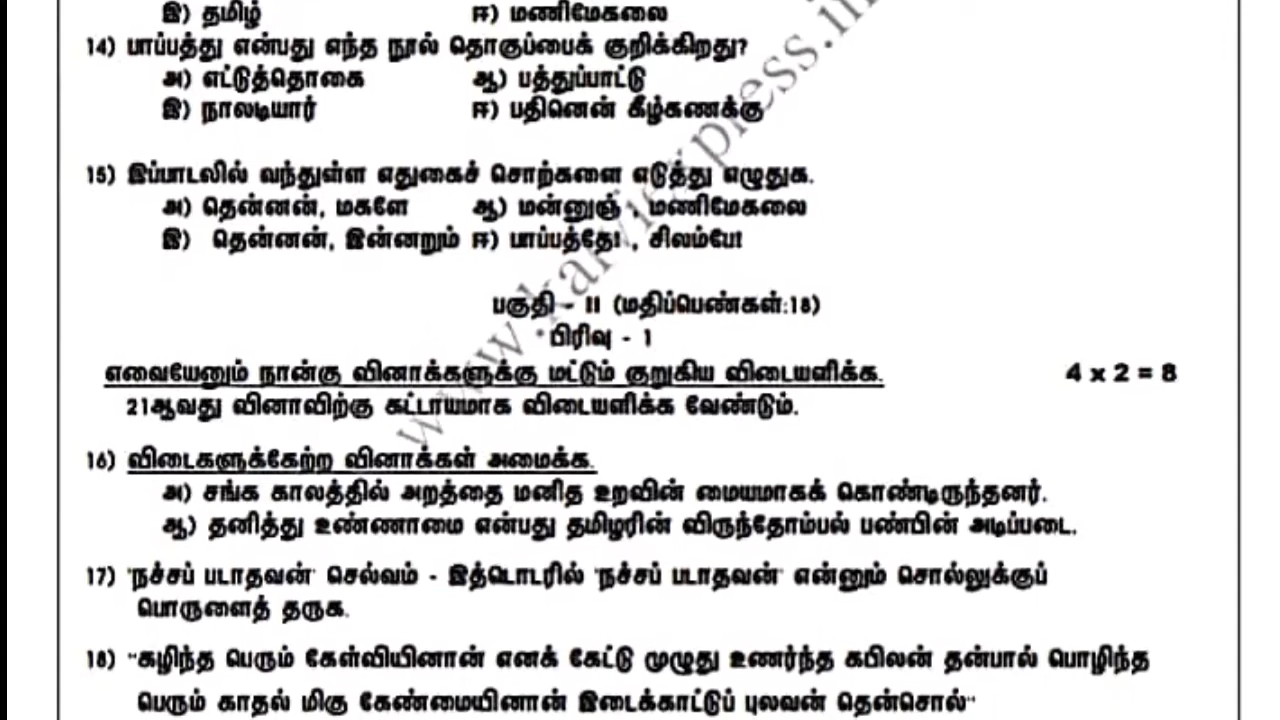 இ) தமிழ் ஈ) மணிமேகலை
14) பாப்பத்து என்பது எந்த நூல் தொகுப்பைக் குறிக்கிறது?
அ) எட்டுத்தொகை ஆ) பத்துப்பாட்டு
இ) நாலடியார் ஈ) பதினெண் கீழ்கணக்கு
15) இப்பாடலில் வந்துள்ள எதுகைச் சொற்களை எடுத்து எழுதுக.
அ) தென்னன், மகளே ஆ) மன்னுஞ் , மணிமேகலை
இ) தென்னன், இன்னறும் ஈ) பாப்பத்தே! , சிலம்பே!
பகுதி - II (மதிப்பெண்கள்:18)
பிரிவு - 1
எவையேனும் நான்கு வினாக்களுக்கு மட்டும் குறுகிய விடையளிக்க. 4 x 2 = 8
21ஆவது வினாவிற்கு கட்டாயமாக விடையளிக்க வேண்டும்.
16) விடைகளுக்கேற்ற வினாக்கள் அமைக்க.
அ) சங்க காலத்தில் அறத்தை மனித உறவின் மையமாகக் கொண்டிருந்தனர்.
ஆ) தனித்து உண்ணாமை என்பது தமிழரின் விருந்தோம்பல் பண்பின் அடிப்படை.
17) 'நச்சப் படாதவன்' செல்வம் - இத்டொடரில் 'நச்சப் படாதவன்' என்னும் சொல்லுக்குப்
பொருளைத் தருக.
18) "கழிந்த பெரும் கேள்வியினான் எனக் கேட்டு முழுது உணர்ந்த கபிலன் தன்பால் பொழிந்த
பெரும் காதல் மிகு கேண்மையினான் இடைக்காட்டுப் புலவன் தென்சொல்"